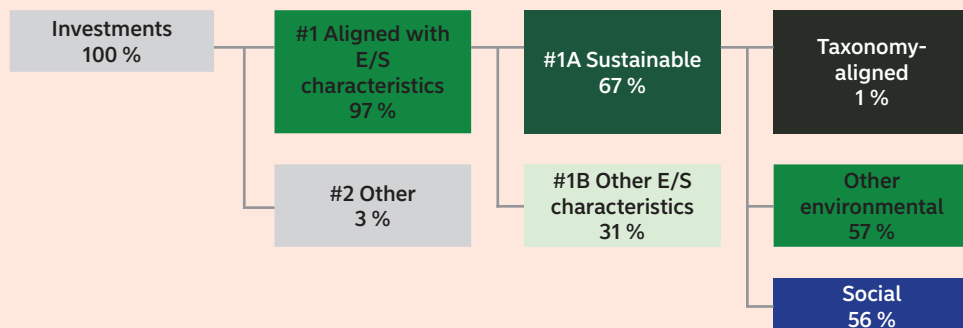 Investments
100 %
#1 Aligned with
E/S
characteristics
97 %
#1A Sustainable
67 %
Taxonomy-
aligned
1 %
#2 Other
3 %
#1B Other E/S
characteristics
31 %
Other
environmental
57 %
Social
56 %